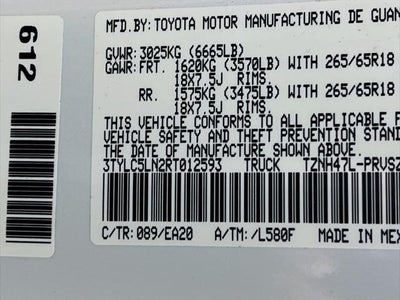 612
MFD.BY:TOYOTA MOTOR MANUFACTURING DE GUAN
GVWR:3025KG (6665LB)
GAWR:FRT. 1620KG (3570LB) WITH 265/65R18
18X7.5J RIMS,
RR. 1575KG (3475LB) WITH 265/65R18
18X7.5J RIMS,
THIS VEHICLE CONFORMS TO ALL APPLICABLE F
VEHICLE SAFETY AND THEFT PREVENTION STAND
THE DATE OF MANUFACTURE SHOWN ABOVE.
3TYLC5LN2RT012593 TRUCK TZNH47L-PRVSZ
C/TR:089/EA20 A/TM:/L580F MADE IN MEX